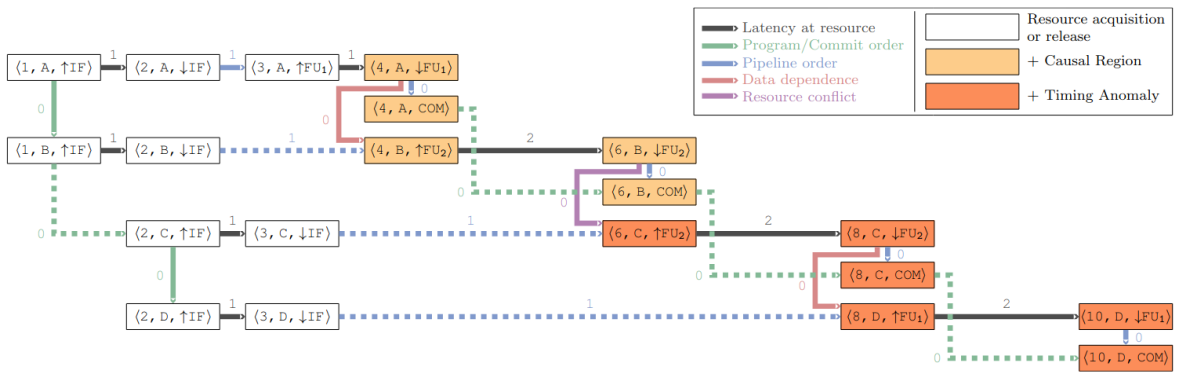 Latency at resource
Program/Commit order
Pipeline order
Data dependence
Resource conflict
Resource acquisition
or release
+ Causal Region
+ Timing Anomaly
1 1 1
⟨1, A, ↑IF⟩ ⟨2, A, ↓IF⟩ ⟨3, A, ↑FU₁⟩ ⟨4, A, ↓FU₁⟩
0
0 ⟨4, A, COM⟩
0
1 1 2
⟨1, B, ↑IF⟩ ⟨2, B, ↓IF⟩ ⟨4, B, ↑FU₂⟩ ⟨6, B, ↓FU₂⟩
0
0 ⟨6, B, COM⟩
0
1 1 2
0 ⟨2, C, ↑IF⟩ ⟨3, C, ↓IF⟩ ⟨6, C, ↑FU₂⟩ ⟨8, C, ↓FU₂⟩
0
0 0 ⟨8, C, COM⟩
0
1 1 2
⟨2, D, ↑IF⟩ ⟨3, D, ↓IF⟩ ⟨8, D, ↑FU₁⟩ ⟨10, D, ↓FU₁⟩
0
0 ⟨10, D, COM⟩